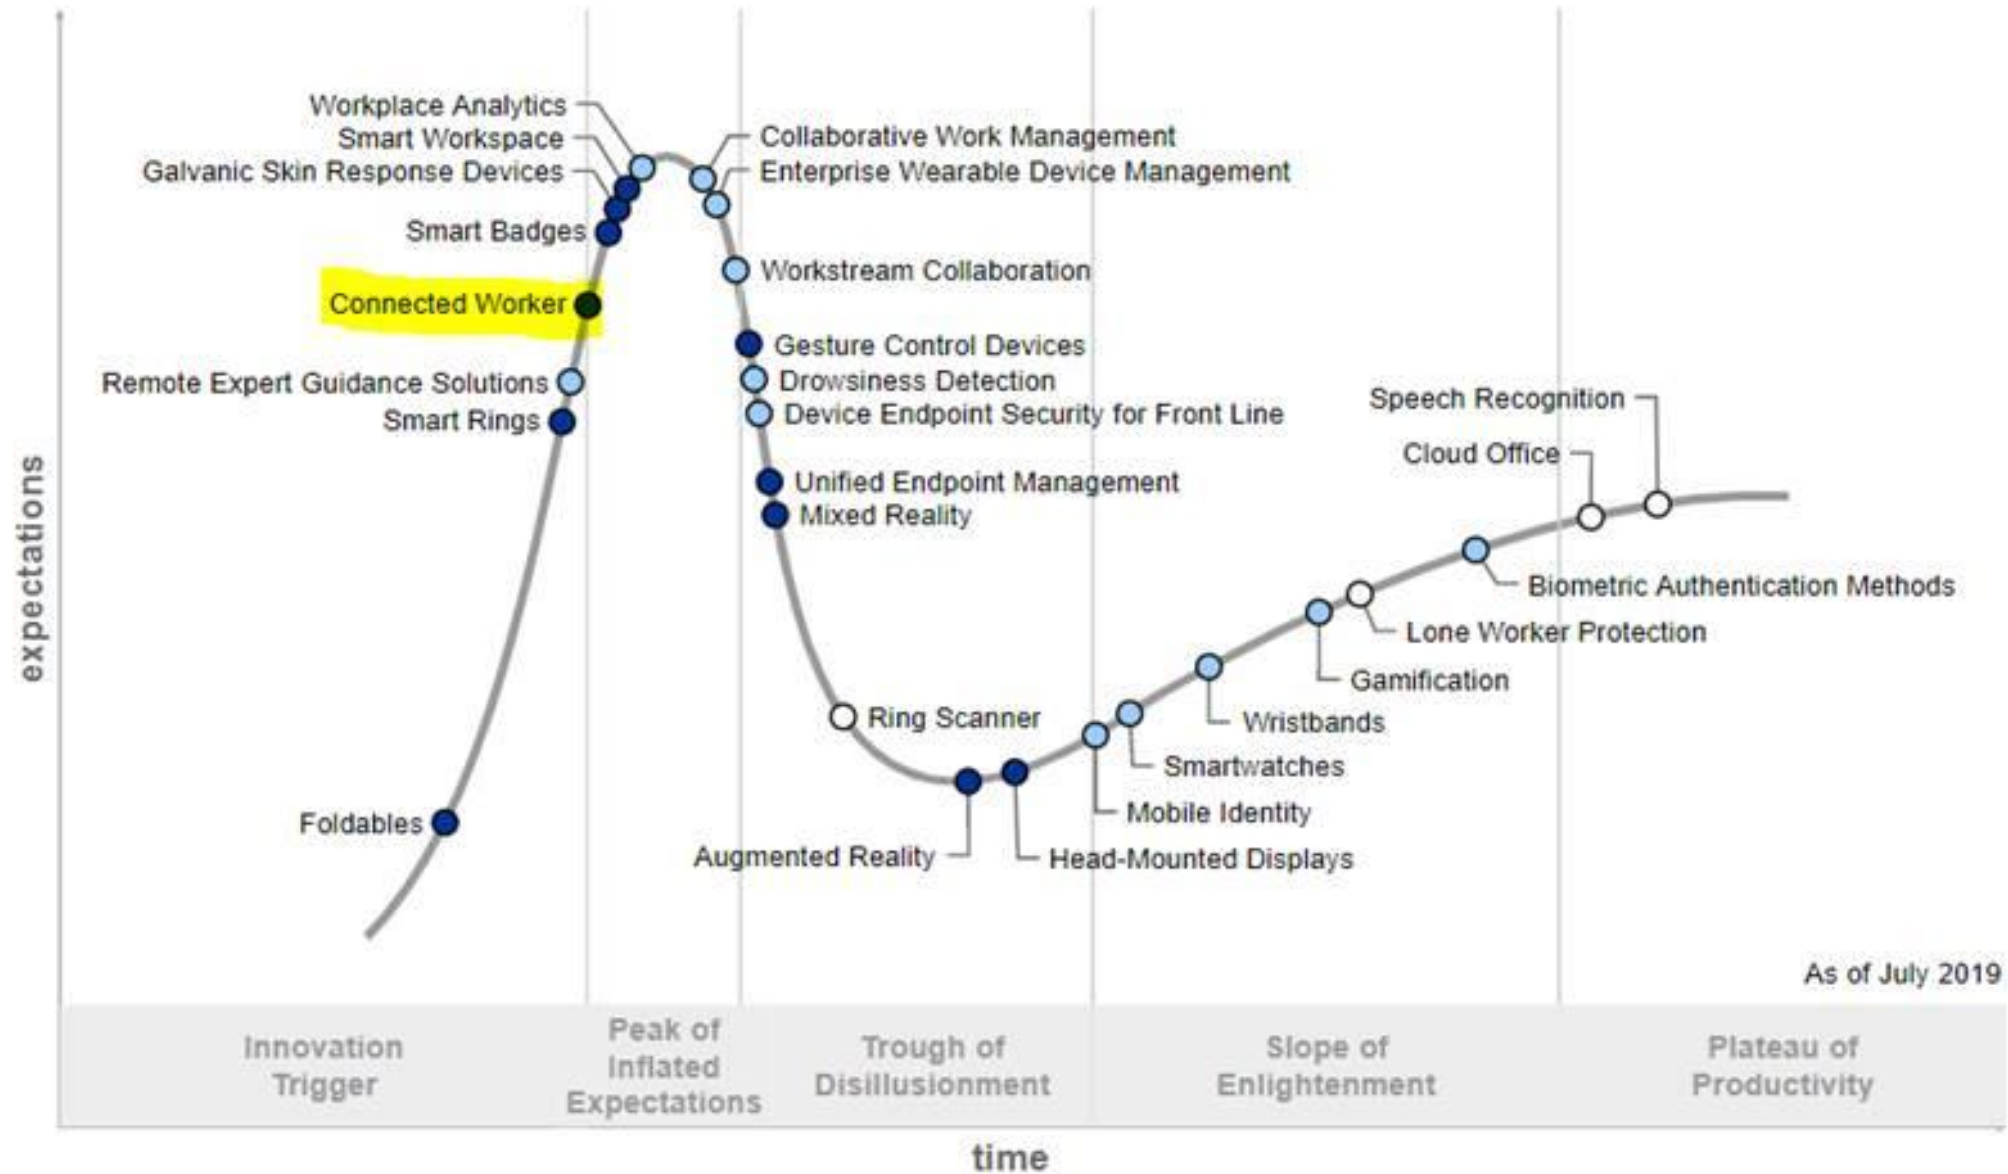 Workplace Analytics
Smart Workspace
Galvanic Skin Response Devices
Smart Badges
Connected Worker
Remote Expert Guidance Solutions
Smart Rings
Foldables
Collaborative Work Management
Enterprise Wearable Device Management
Workstream Collaboration
Gesture Control Devices
Drowsiness Detection
Device Endpoint Security for Front Line
Unified Endpoint Management
Mixed Reality
Ring Scanner
Augmented Reality
Head-Mounted Displays
Mobile Identity
Smartwatches
Wristbands
Gamification
Lone Worker Protection
Biometric Authentication Methods
Cloud Office
Speech Recognition
expectations
As of July 2019
Innovation
Trigger
Peak of
Inflated
Expectations
Trough of
Disillusionment
Slope of
Enlightenment
Plateau of
Productivity
time